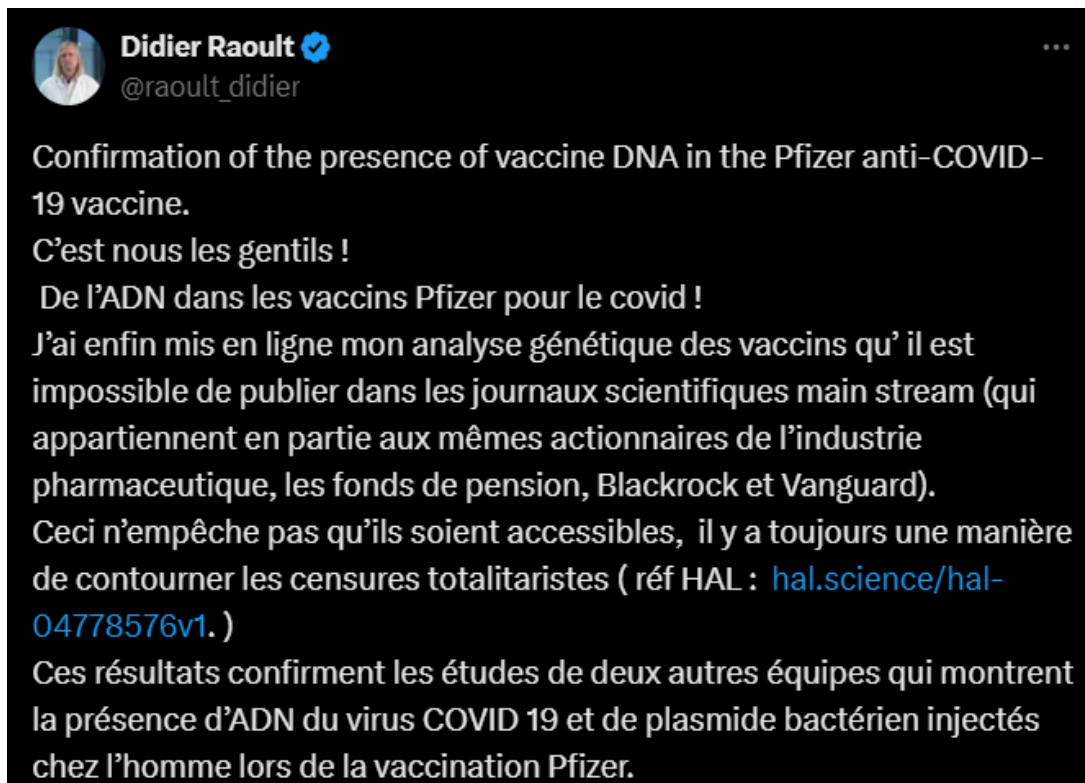 Didier Raoult
@raoult_didier
Confirmation of the presence of vaccine DNA in the Pfizer anti-COVID-
19 vaccine.
C'est nous les gentils !
De l'ADN dans les vaccins Pfizer pour le covid !
J'ai enfin mis en ligne mon analyse génétique des vaccins qu' il est
impossible de publier dans les journaux scientifiques main stream (qui
appartiennent en partie aux mêmes actionnaires de l'industrie
pharmaceutique, les fonds de pension, Blackrock et Vanguard).
Ceci n'empêche pas qu'ils soient accessibles,  il y a toujours une manière
de contourner les censures totalitaristes ( réf HAL :  hal.science/hal-
04778576v1. )
Ces résultats confirment les études de deux autres équipes qui montrent
la présence d'ADN du virus COVID 19 et de plasmide bactérien injectés
chez l'homme lors de la vaccination Pfizer.